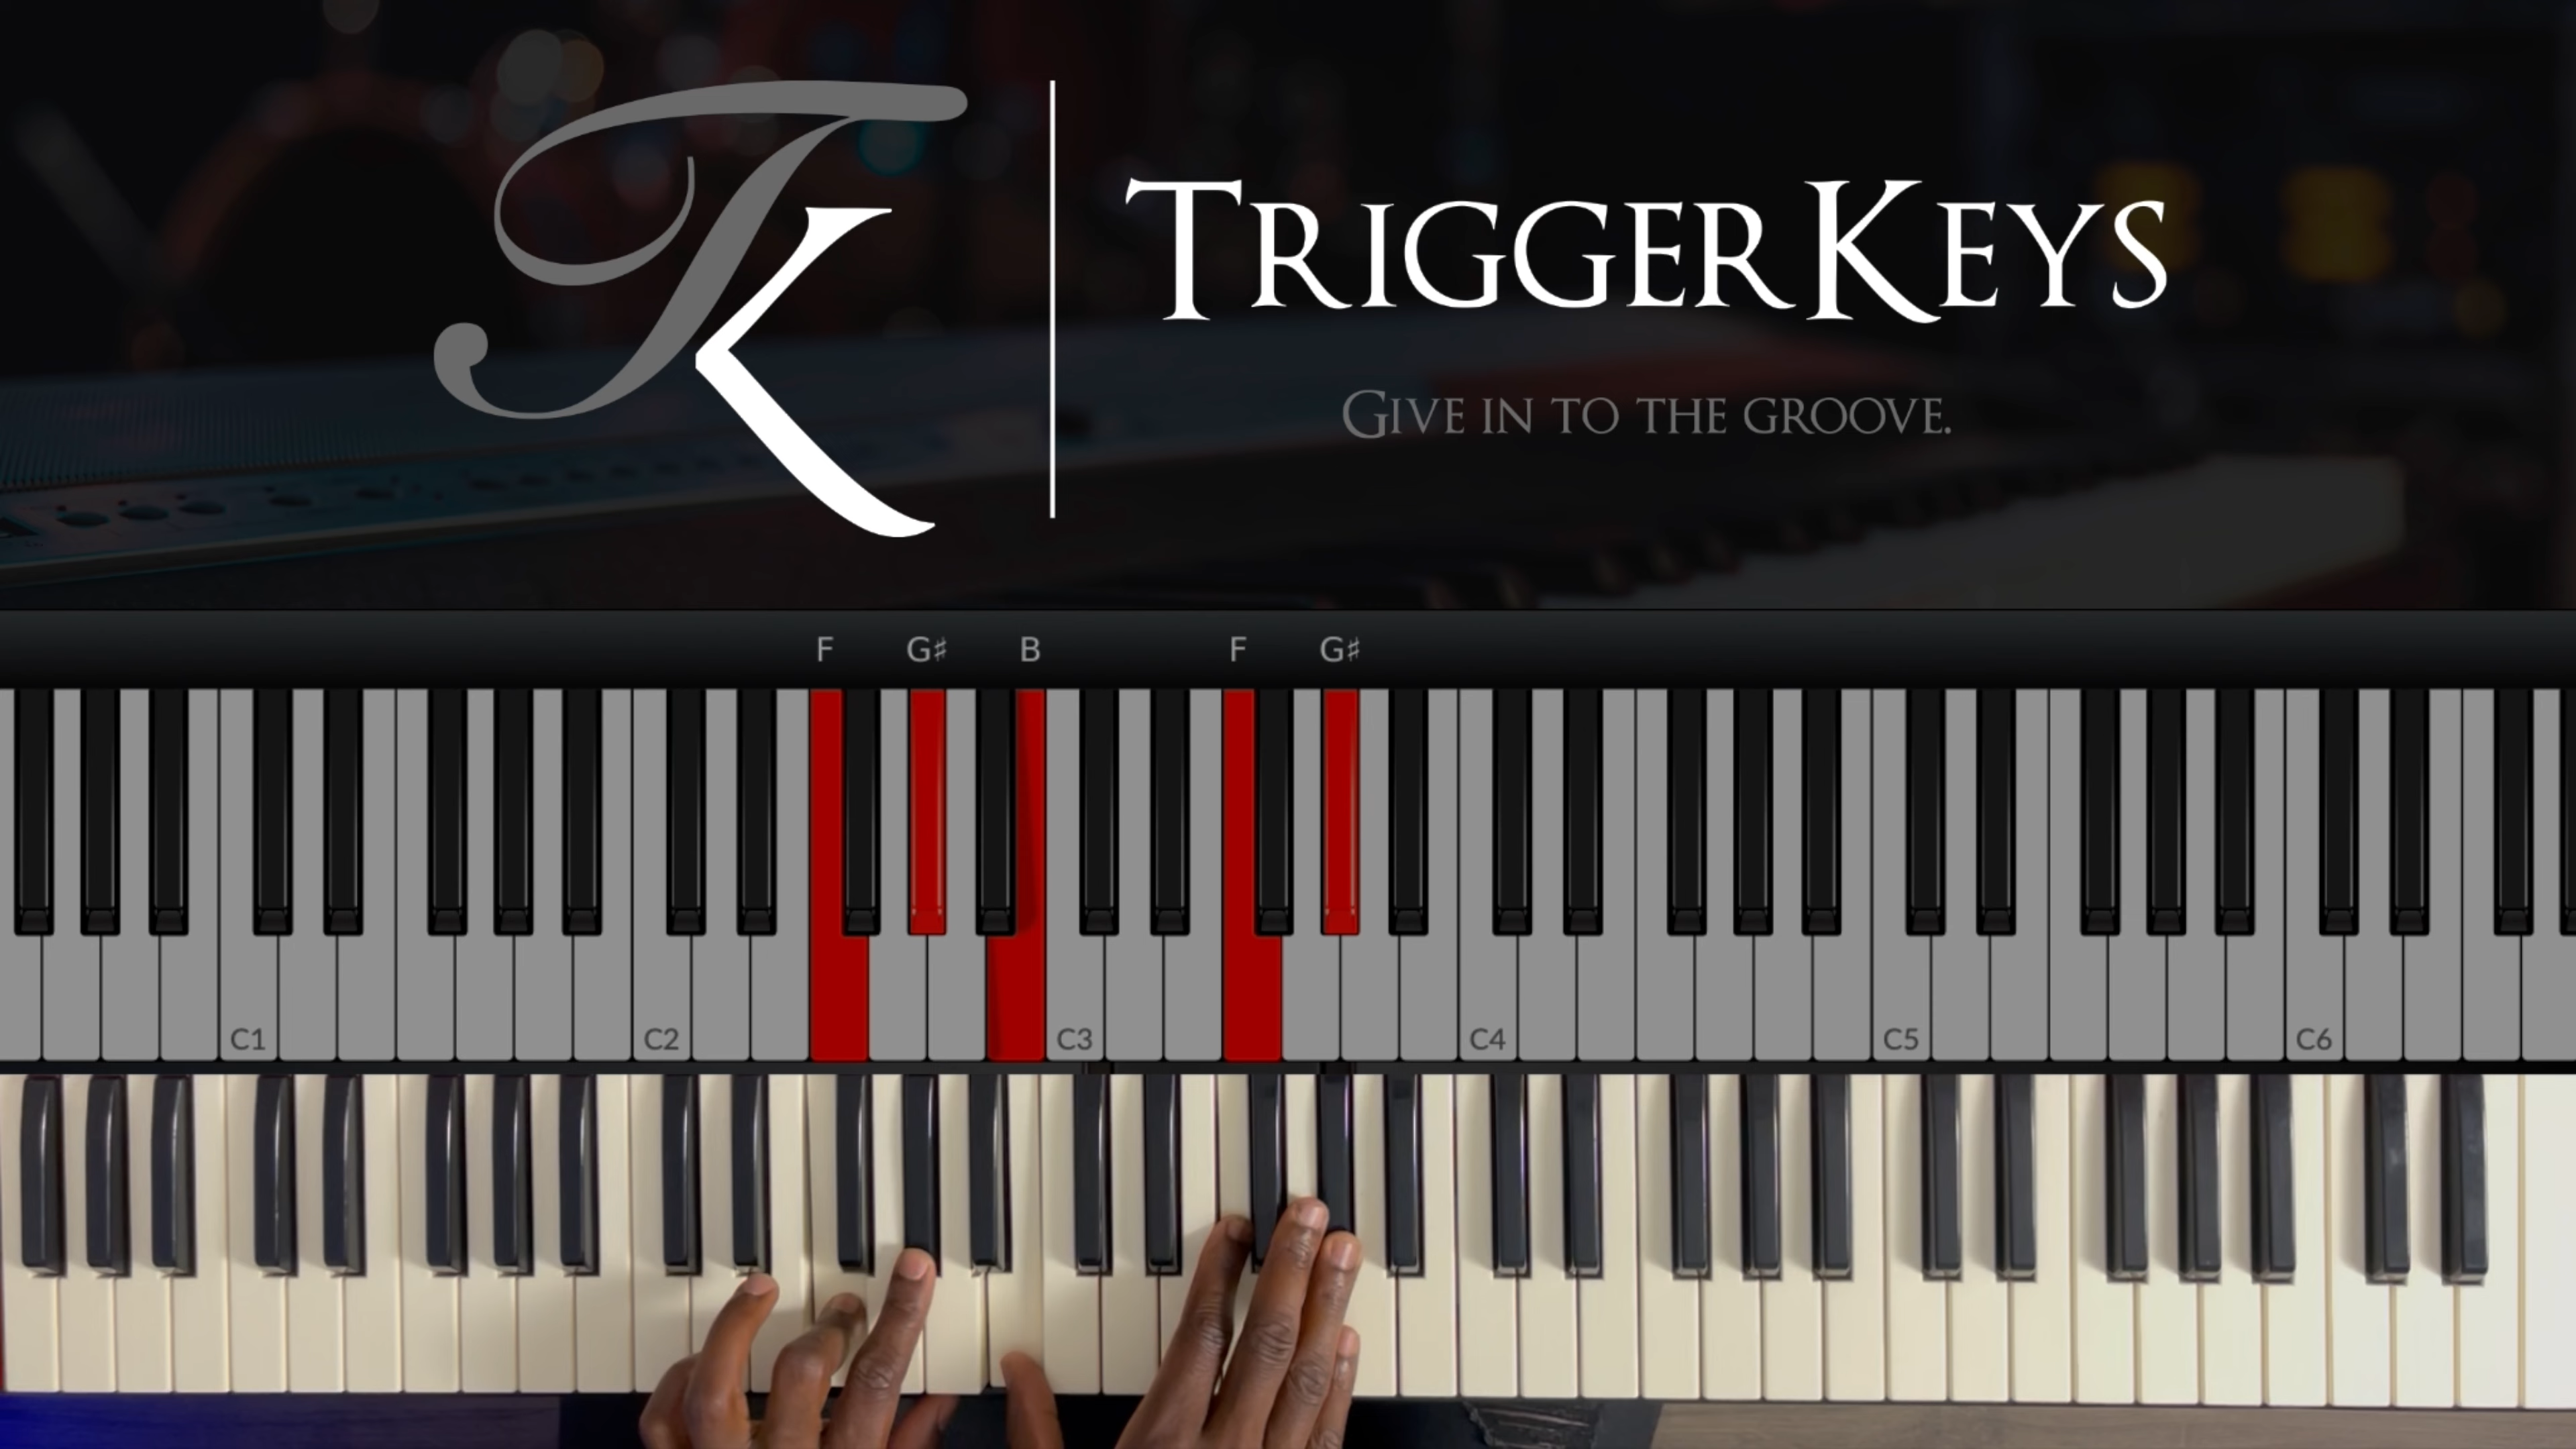 TK
TRIGGERKEYS
GIVE IN TO THE GROOVE.
F G♯ B F G♯
C1 C2 C3 C4 C5 C6